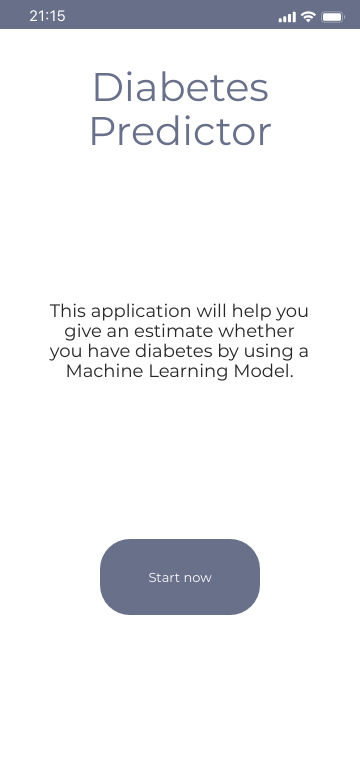 21:15
Diabetes
Predictor
This application will help you
give an estimate whether
you have diabetes by using a
Machine Learning Model.
Start now